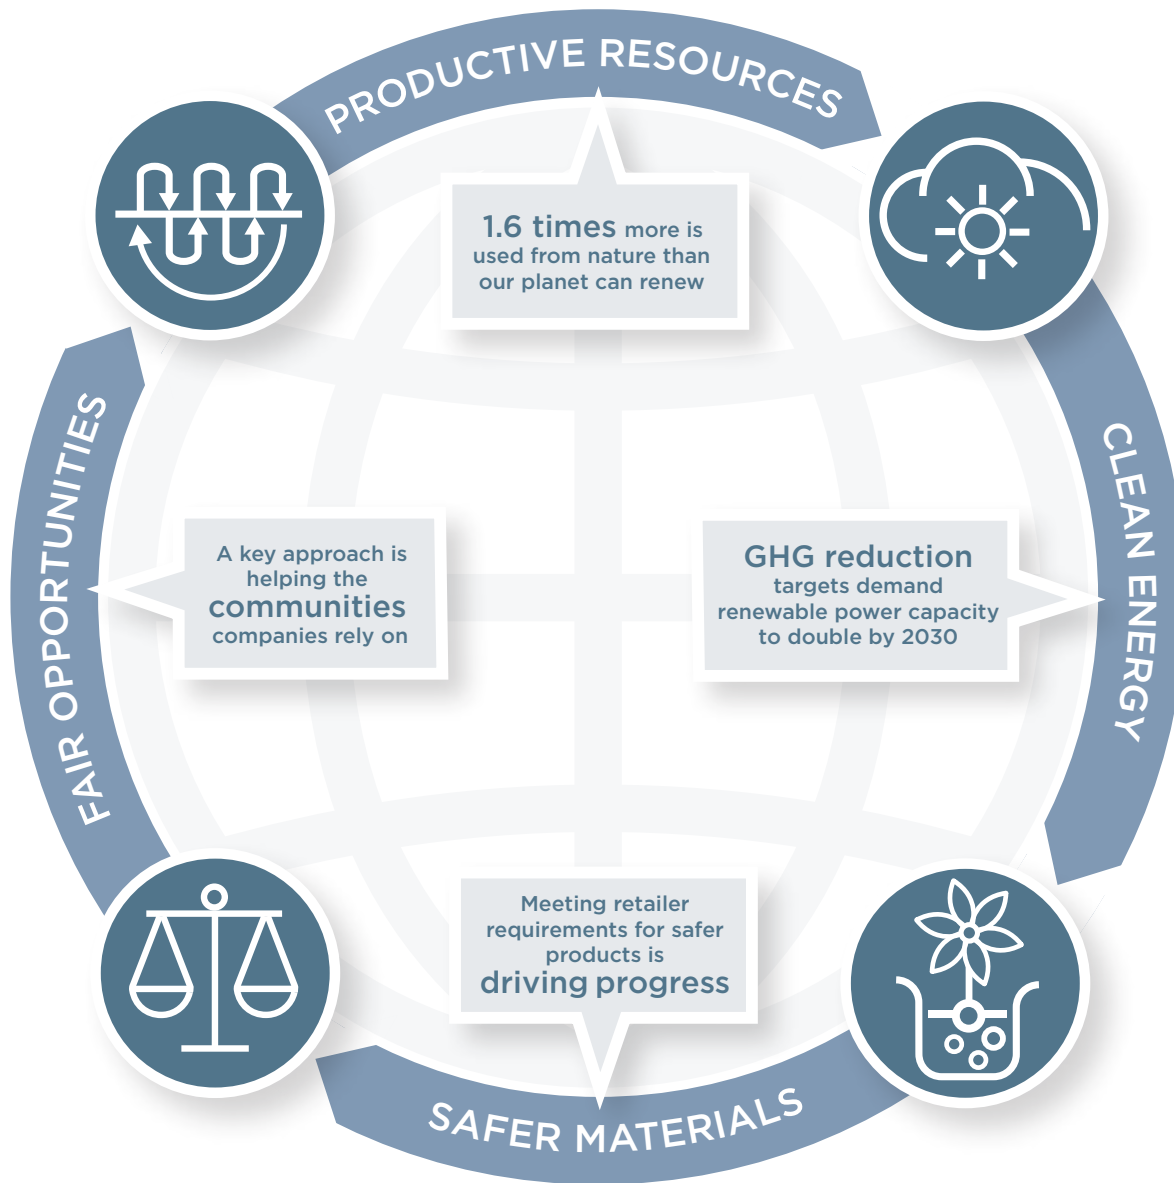 PRODUCTIVE RESOURCES
1.6 times more is
used from nature than
our planet can renew
CLEAN ENERGY
GHG reduction
targets demand
renewable power capacity
to double by 2030
FAIR OPPORTUNITIES
A key approach is
helping the
communities
companies rely on
Meeting retailer
requirements for safer
products is
driving progress
SAFER MATERIALS